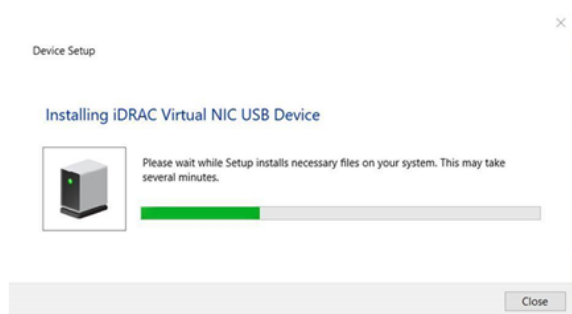 Device Setup
Installing iDRAC Virtual NIC USB Device
Please wait while Setup installs necessary files on your system. This may take
several minutes.
Close